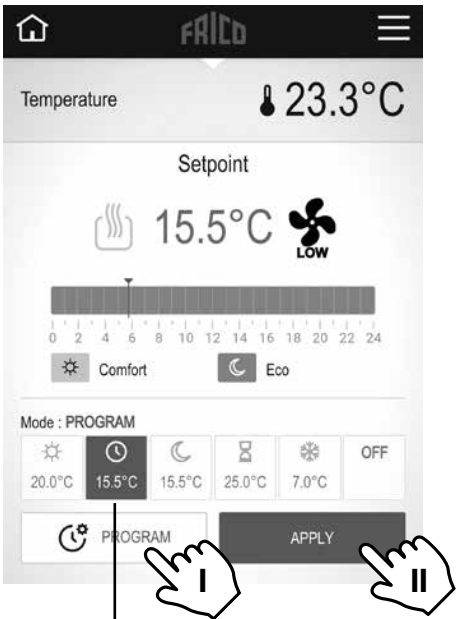 FRICO
Temperature 23.3°C
Setpoint
15.5°C
LOW
0 2 4 6 8 10 12 14 16 18 20 22 24
Comfort Eco
Mode : PROGRAM
20.0°C 15.5°C 15.5°C 25.0°C 7.0°C OFF
PROGRAM APPLY
I II